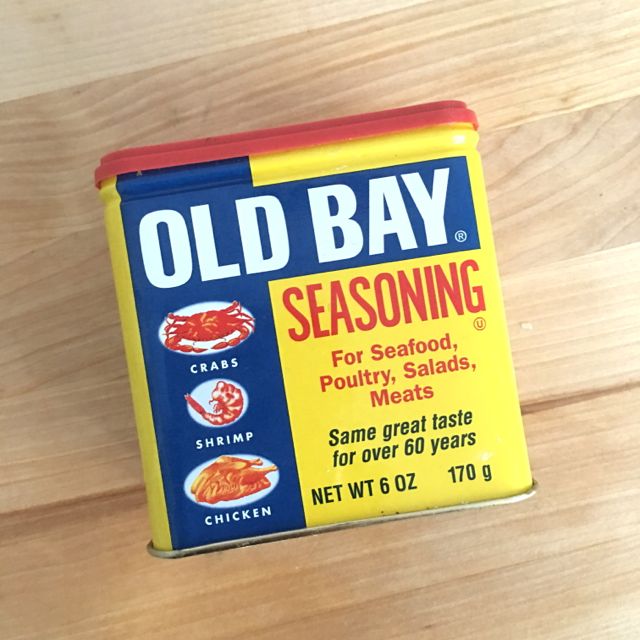 OLD BAY®
SEASONING
Ⓤ
For Seafood,
Poultry, Salads,
Meats
Same great taste
for over 60 years
NET WT 6 OZ 170 g
CRABS
SHRIMP
CHICKEN